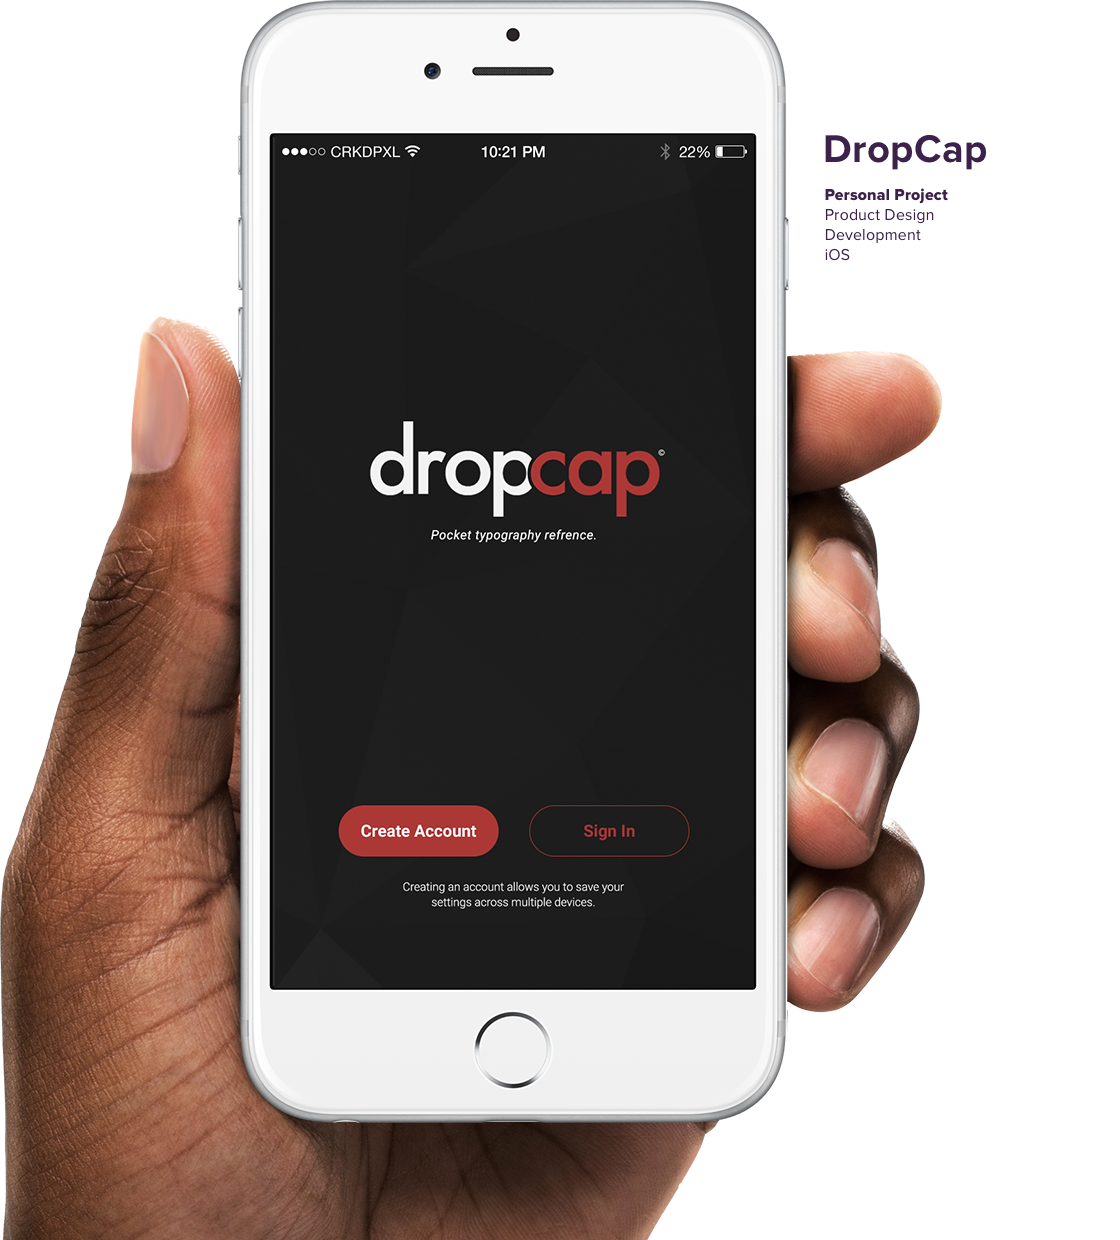 CRKDPXL 10:21 PM 22%
DropCap
Personal Project
Product Design
Development
iOS
dropcap©
Pocket typography refrence.
Create Account Sign In
Creating an account allows you to save your
settings across multiple devices.